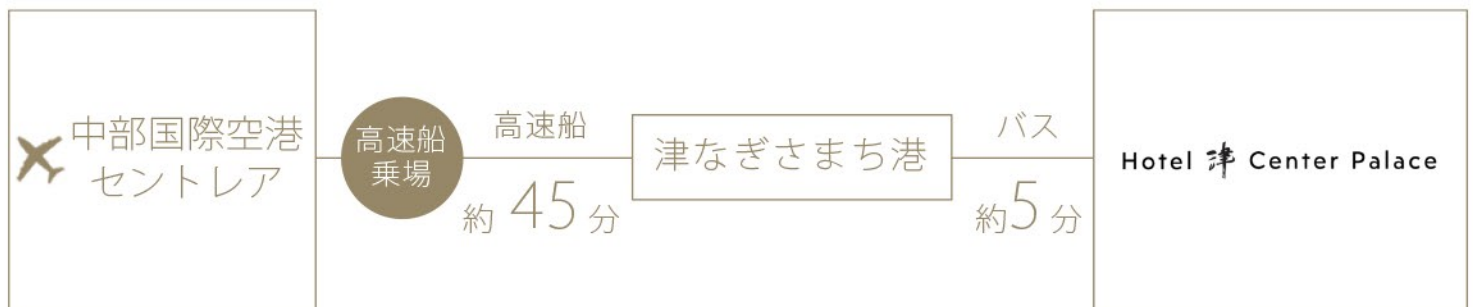 中部国際空港
セントレア
高速船
乗場
高速船
約 45 分
津なぎさまち港
バス
約5 分
Hotel 津 Center Palace